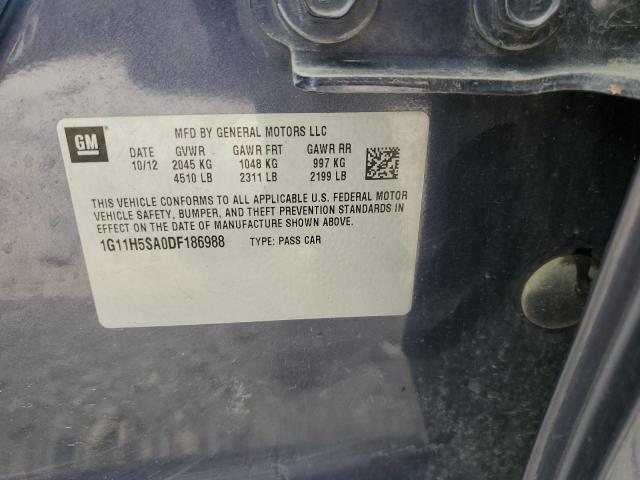 GM
MFD BY GENERAL MOTORS LLC
DATE GVWR GAWR FRT GAWR RR
10/12 2045 KG 1048 KG 997 KG
4510 LB 2311 LB 2199 LB
THIS VEHICLE CONFORMS TO ALL APPLICABLE U.S. FEDERAL MOTOR
VEHICLE SAFETY, BUMPER, AND THEFT PREVENTION STANDARDS IN
EFFECT ON THE DATE OF MANUFACTURE SHOWN ABOVE.
1G11H5SA0DF186988 TYPE: PASS CAR